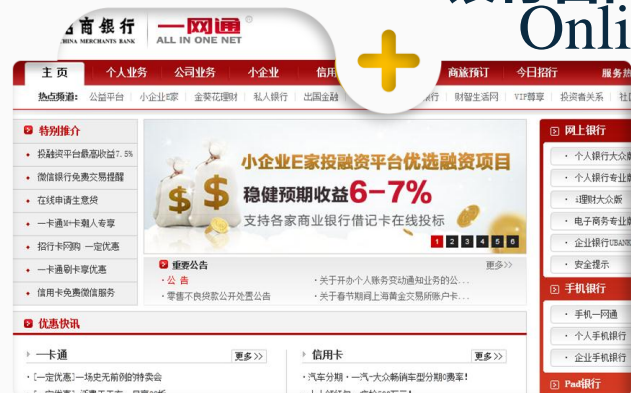 Onli
商银行
CHINA MERCHANTS BANK
一网通
ALL IN ONE NET
主页 个人业务 公司业务 小企业 信用 商旅预订 今日招行 服务热
热点频道： 公益平台 小企业E家 金葵花理财 私人银行 出国金融 行 财智生活网 VIP尊享 投资者关系
特别推介
投融资平台最高收益7.5%
微信银行免费交易提醒
在线申请生意贷
一卡通M+卡潮人专享
招行卡网购 一定优惠
一卡通刷卡享优惠
信用卡免费微信服务
小企业E家投融资平台优选融资项目
稳健预期收益6-7%
支持各家商业银行借记卡在线投标
1 2 3 4 5 6
重要公告
更多>>
·公 告
·关于开办个人账务变动通知业务的公...
·零售不良贷款公开处置公告
·关于春节期间上海黄金交易所账户卡...
网上银行
· 个人银行大众版
· 个人银行专业版
· i理财大众版
· 电子商务专业版
· 企业银行UBANK
· 安全提示
手机银行
· 手机一网通
· 个人手机银行
· 企业手机银行
Pad银行
优惠快讯
一卡通
更多>>
信用卡
更多>>
·[一定优惠]一场史无前例的特卖会
·汽车分期·一汽-大众畅销车型分期0费率!